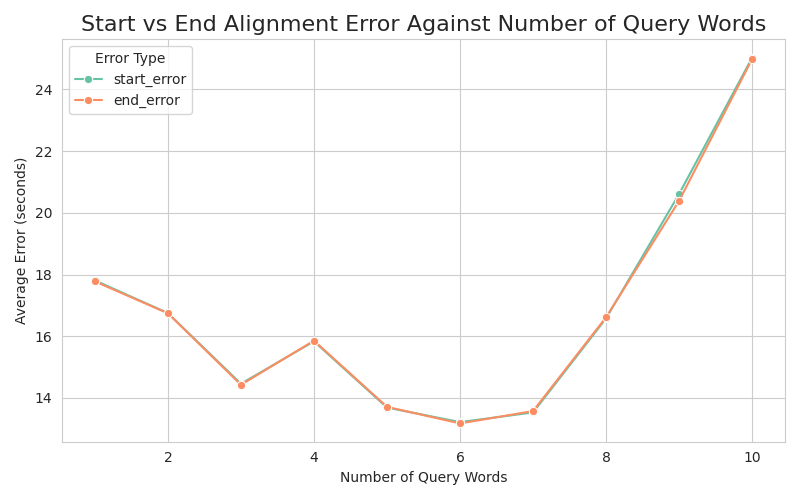 Start vs End Alignment Error Against Number of Query Words
Error Type
start_error
end_error
Average Error (seconds)
24
22
20
18
16
14
2 4 6 8 10
Number of Query Words